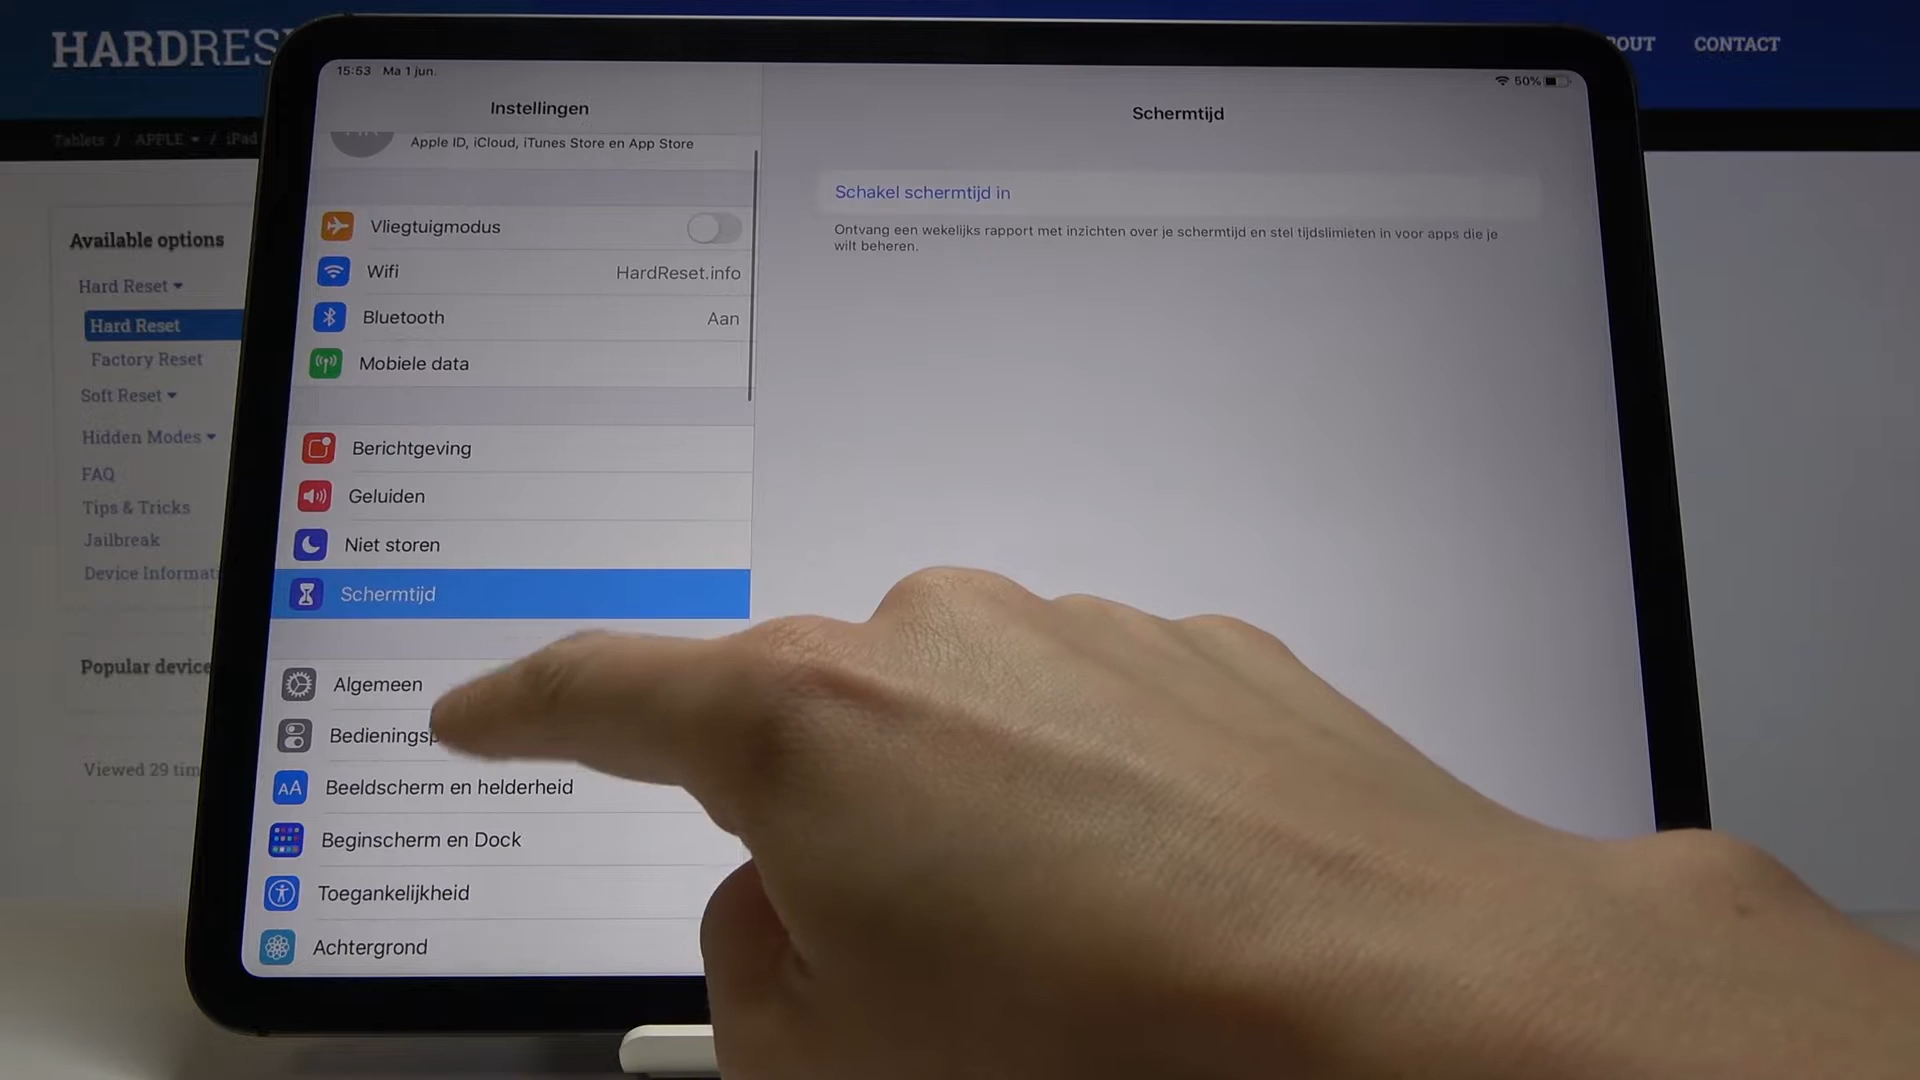 HARDRES
CONTACT
Tablets / APPLE / iPad
Available options
Hard Reset
Hard Reset
Factory Reset
Soft Reset
Hidden Modes
FAQ
Tips & Tricks
Jailbreak
Device Informat
Popular device
Viewed 29 tim
15:53 Ma 1 jun.
50%
Instellingen
Apple ID, iCloud, iTunes Store en App Store
Vliegtuigmodus
Wifi HardReset.info
Bluetooth Aan
Mobiele data
Berichtgeving
Geluiden
Niet storen
Schermtijd
Algemeen
Bedieningsp
Beeldscherm en helderheid
Beginscherm en Dock
Toegankelijkheid
Achtergrond
Schermtijd
Schakel schermtijd in
Ontvang een wekelijks rapport met inzichten over je schermtijd en stel tijdslimieten in voor apps die je
wilt beheren.